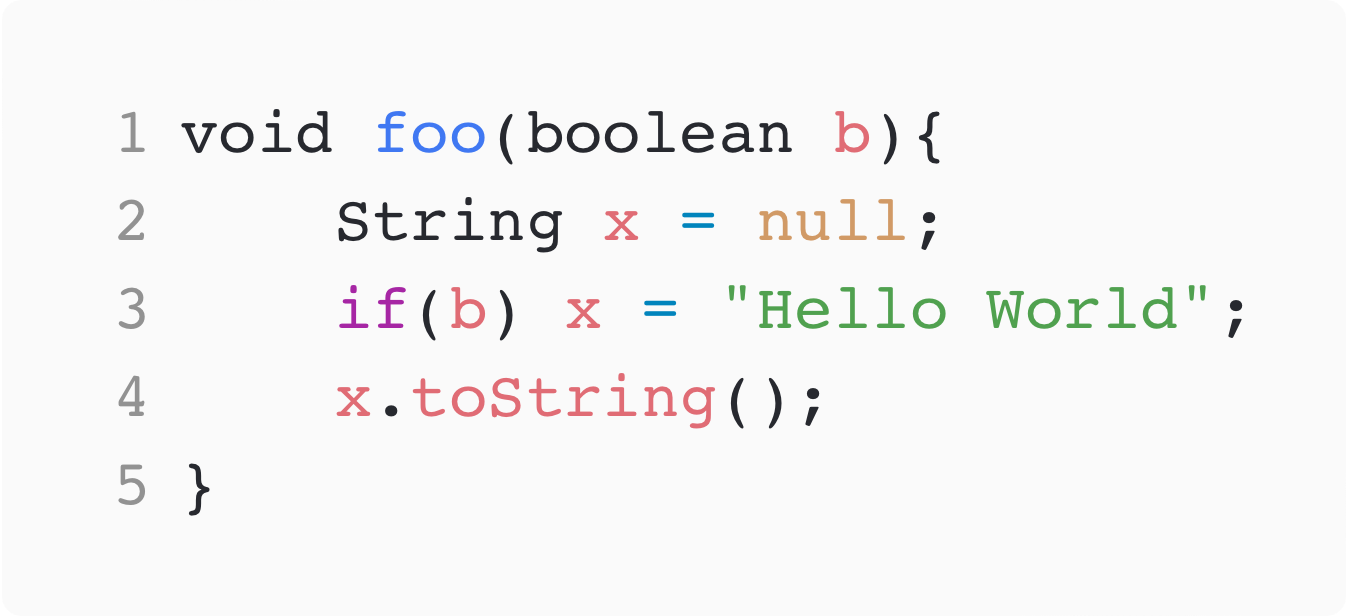 1 void foo(boolean b){
2     String x = null;
3     if(b) x = "Hello World";
4     x.toString();
5 }